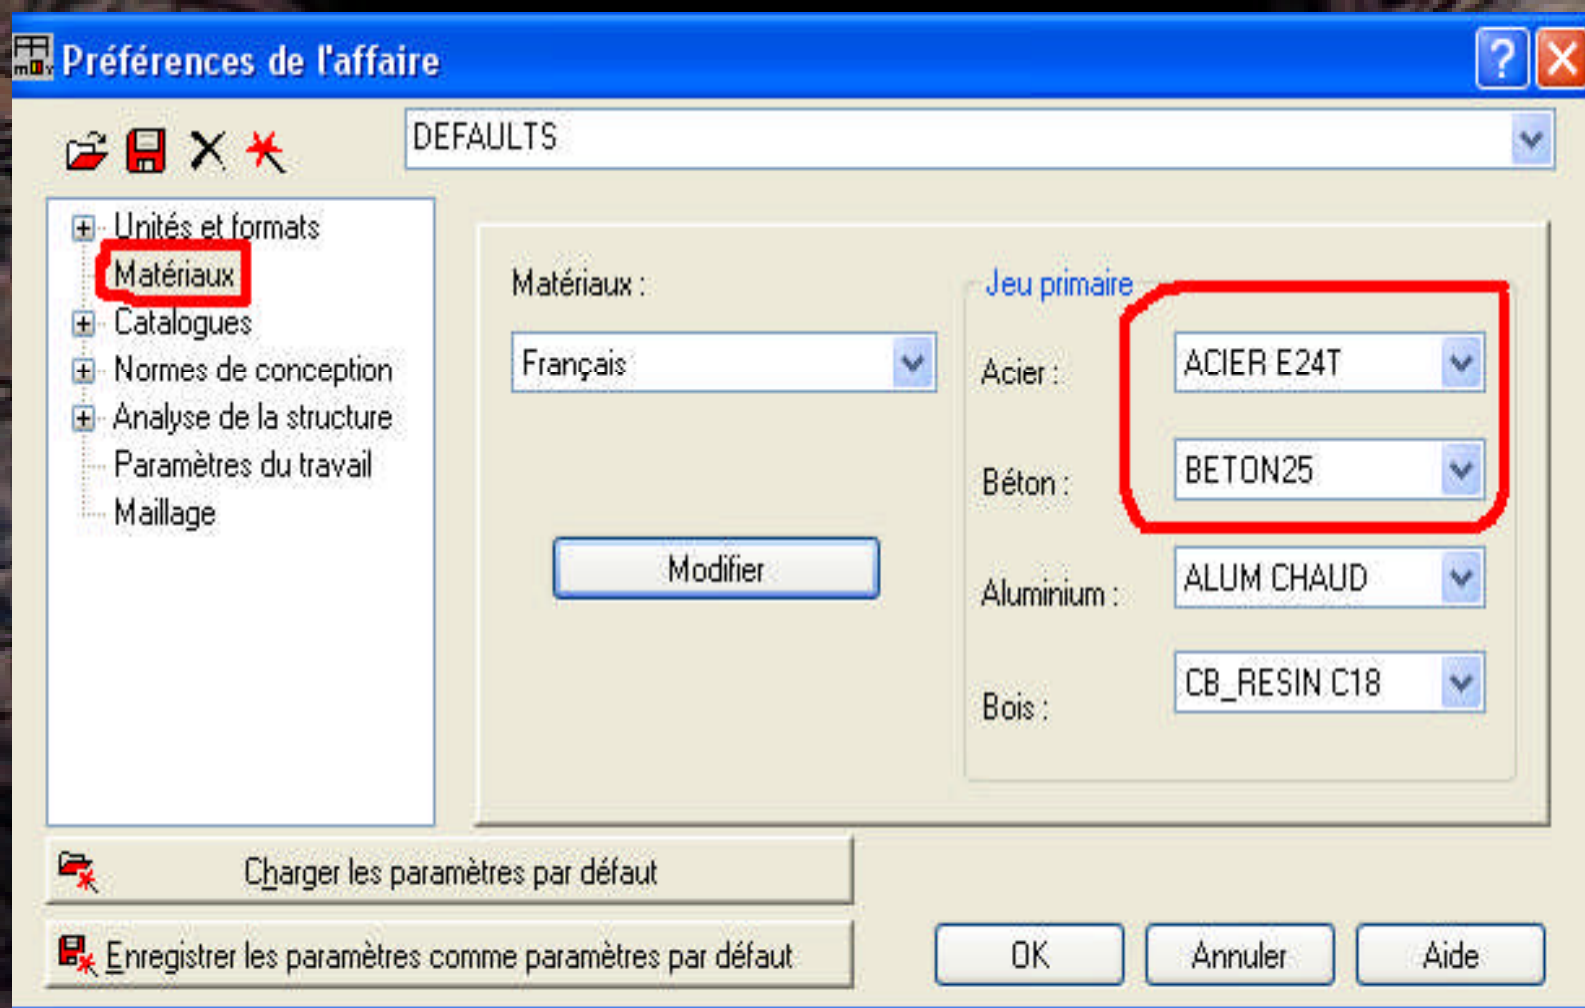 Préférences de l'affaire
DEFAULTS
Unités et formats
Matériaux
Catalogues
Normes de conception
Analyse de la structure
Paramètres du travail
Maillage
Matériaux :
Français
Modifier
Jeu primaire
Acier : ACIER E24T
Béton : BETON25
Aluminium : ALUM CHAUD
Bois : CB_RESIN C18
Charger les paramètres par défaut
Enregistrer les paramètres comme paramètres par défaut
OK Annuler Aide